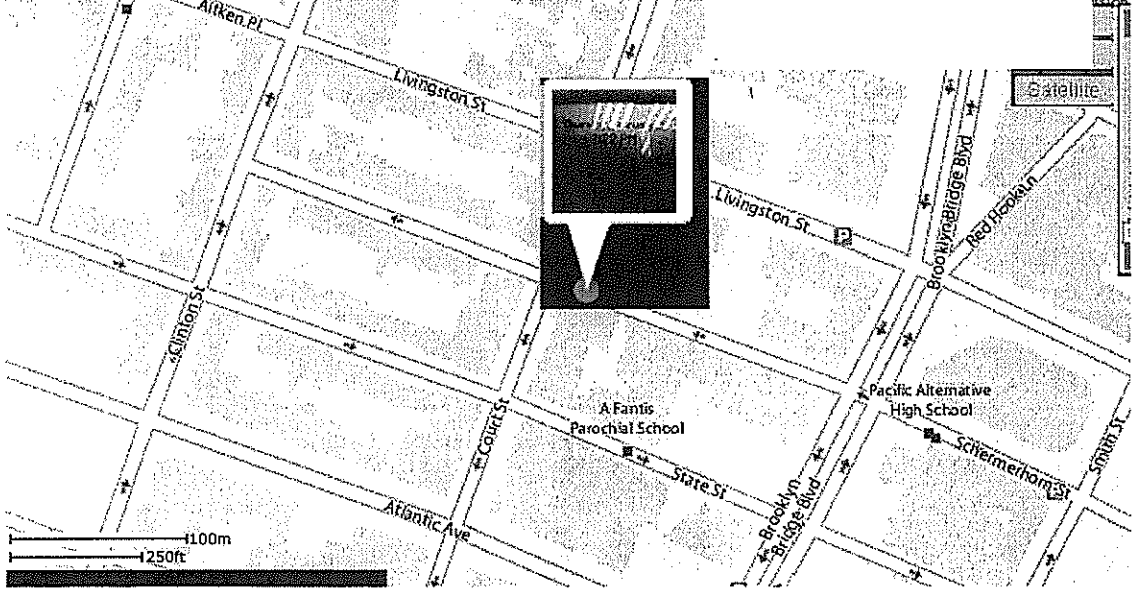 Aitken Pl
Livingston St
Satellite
Livingston St
P
Brooklyn Bridge Blvd
Red Hook Ln
Clinton St
Pacific Alternative
High School
A Fantis
Parochial School
Court St
Smith St
Schermerhorn St
State St
Brooklyn
Bridge Blvd
Atlantic Ave
100m
250ft